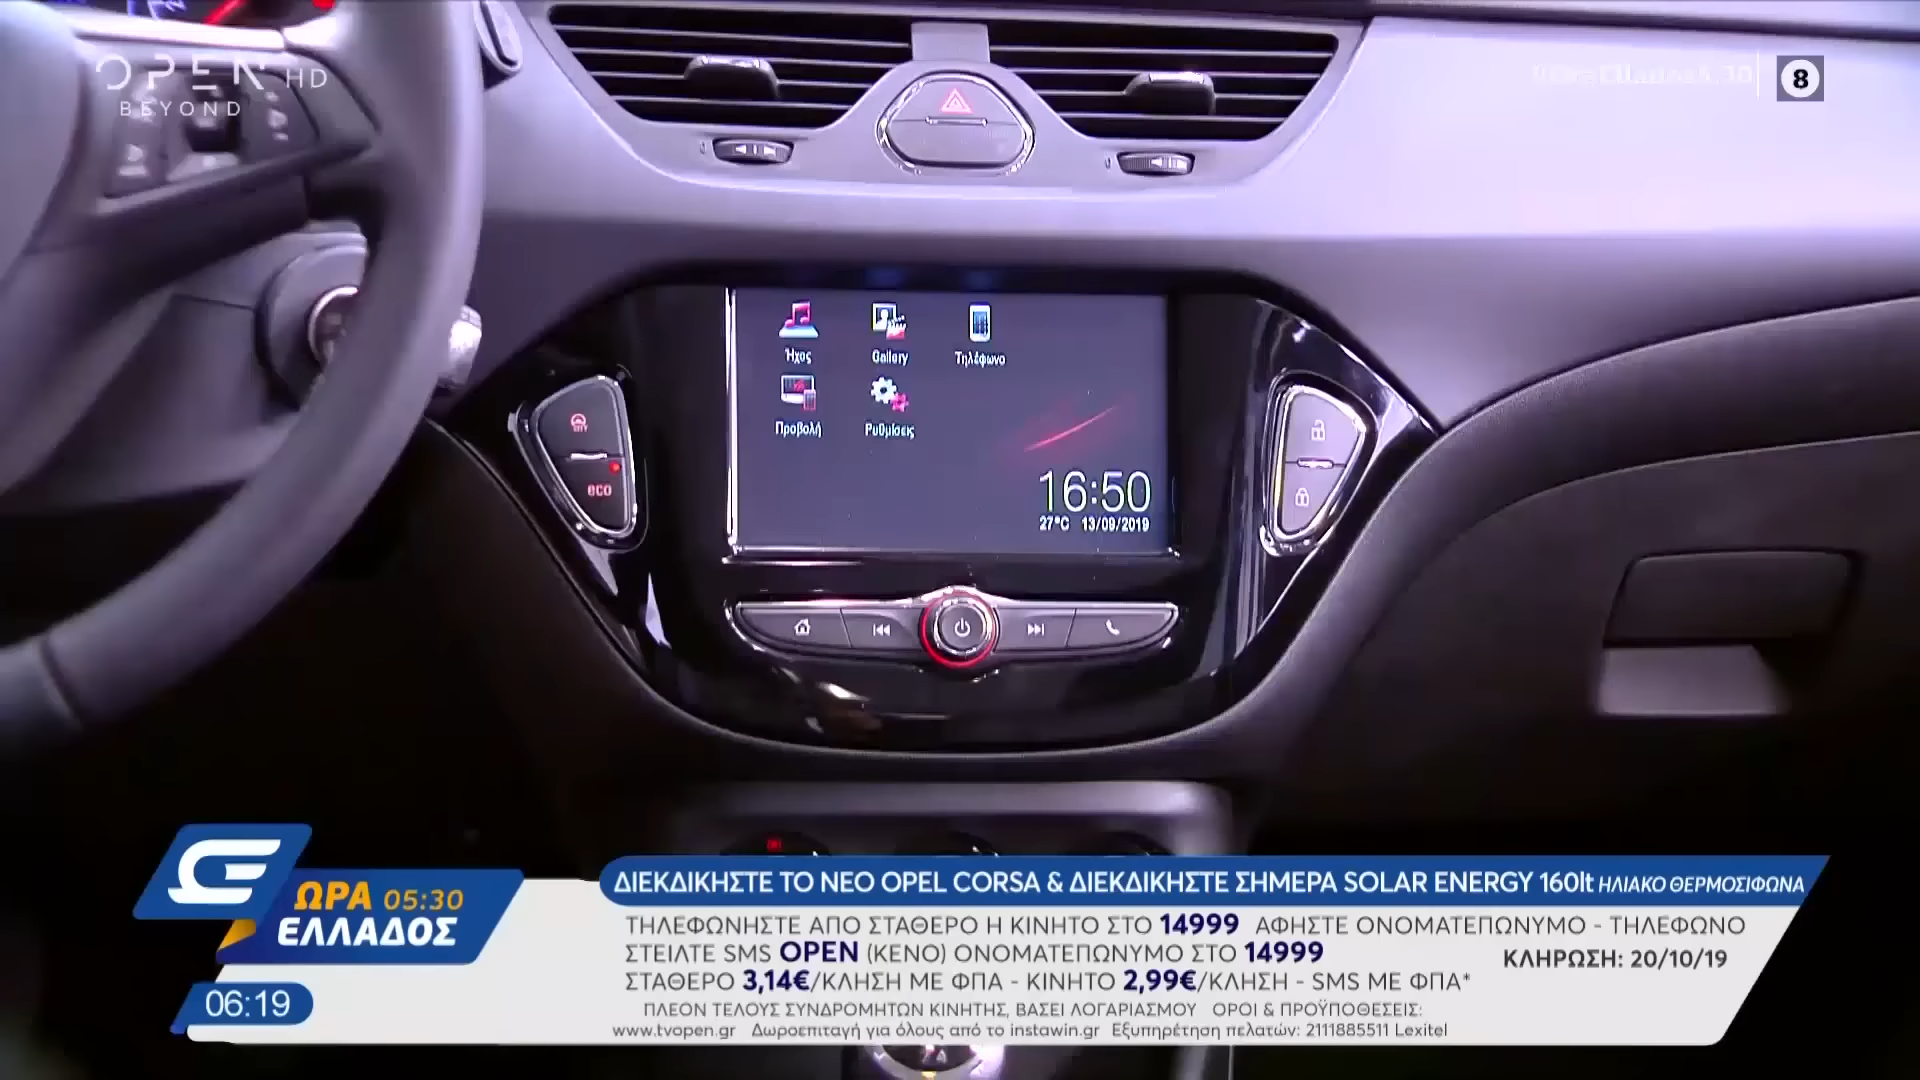 OPEN HD
BEYOND
#OraEllados5.30
8
Ήχος
Gallery
Τηλέφωνο
Προβολή
Ρυθμίσεις
CITY
eco
16:50
27°C 13/09/2019
ΩΡΑ 05:30
ΕΛΛΑΔΟΣ
06:19
ΔΙΕΚΔΙΚΗΣΤΕ ΤΟ ΝΕΟ OPEL CORSA & ΔΙΕΚΔΙΚΗΣΤΕ ΣΗΜΕΡΑ SOLAR ENERGY 160lt ΗΛΙΑΚΟ ΘΕΡΜΟΣΙΦΩΝΑ
ΤΗΛΕΦΩΝΗΣΤΕ ΑΠΟ ΣΤΑΘΕΡΟ Η ΚΙΝΗΤΟ ΣΤΟ 14999 ΑΦΗΣΤΕ ΟΝΟΜΑΤΕΠΩΝΥΜΟ - ΤΗΛΕΦΩΝΟ
ΣΤΕΙΛΤΕ SMS OPEN (ΚΕΝΟ) ΟΝΟΜΑΤΕΠΩΝΥΜΟ ΣΤΟ 14999
ΚΛΗΡΩΣΗ: 20/10/19
ΣΤΑΘΕΡΟ 3,14€/ΚΛΗΣΗ ΜΕ ΦΠΑ - ΚΙΝΗΤΟ 2,99€/ΚΛΗΣΗ - SMS ΜΕ ΦΠΑ*
ΠΛΕΟΝ ΤΕΛΟΥΣ ΣΥΝΔΡΟΜΗΤΩΝ ΚΙΝΗΤΗΣ, ΒΑΣΕΙ ΛΟΓΑΡΙΑΣΜΟΥ ΟΡΟΙ & ΠΡΟΫΠΟΘΕΣΕΙΣ:
www.tvopen.gr Δωροεπιταγή για όλους από το instawin.gr Εξυπηρέτηση πελατών: 2111885511 Lexitel